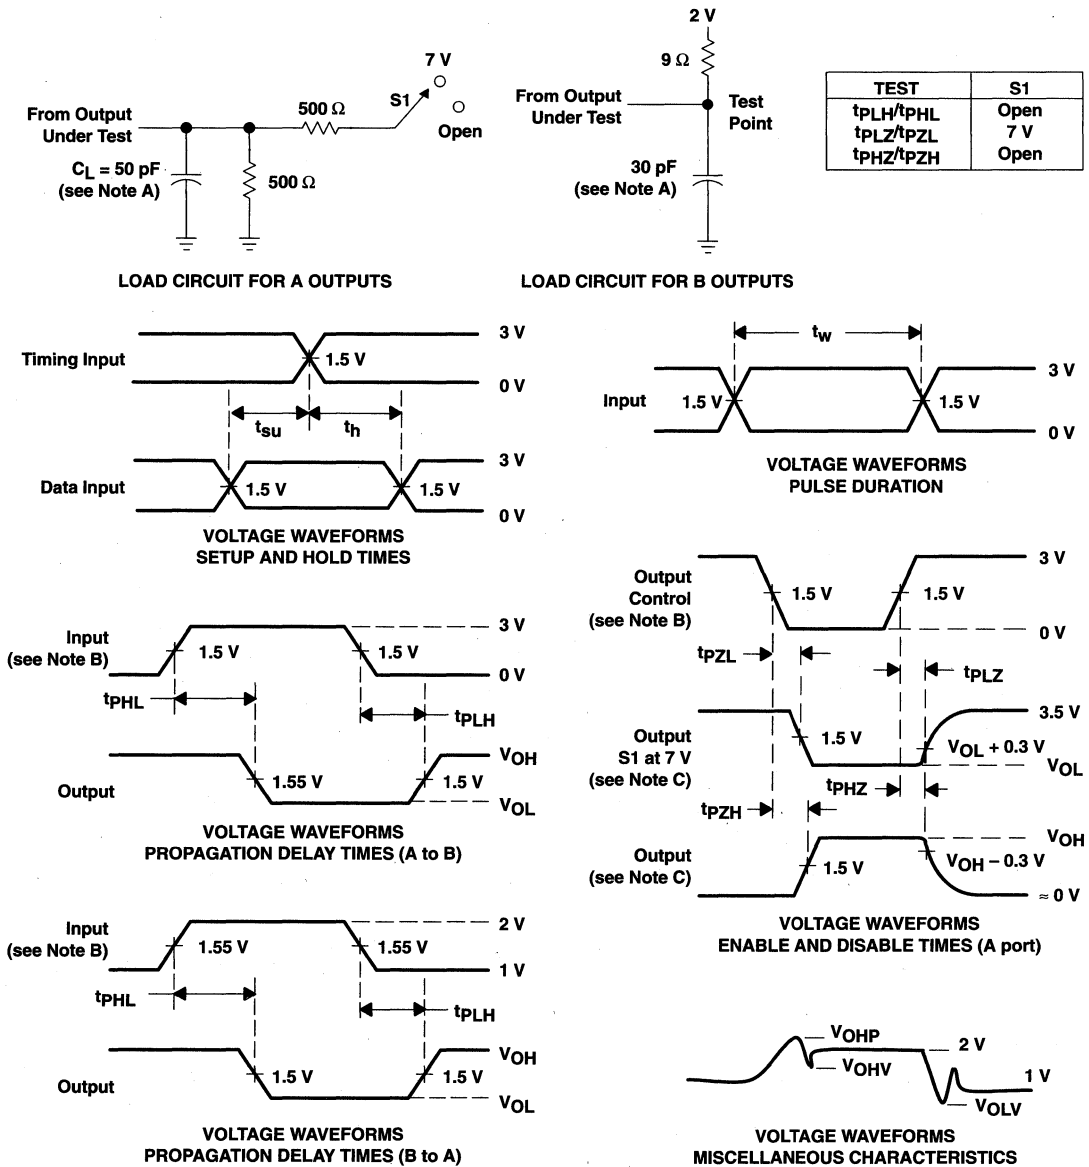 7 V
S1
500 Ω
From Output
Under Test
Open
CL = 50 pF
(see Note A)
500 Ω
LOAD CIRCUIT FOR A OUTPUTS
2 V
9 Ω
From Output
Under Test
Test
Point
30 pF
(see Note A)
LOAD CIRCUIT FOR B OUTPUTS
TEST S1
tPLH/tPHL Open
tPLZ/tPZL 7 V
tPHZ/tPZH Open
Timing Input
3 V
1.5 V
0 V
tsu
th
Data Input
3 V
1.5 V
1.5 V
0 V
VOLTAGE WAVEFORMS
SETUP AND HOLD TIMES
tw
Input
3 V
1.5 V
1.5 V
0 V
VOLTAGE WAVEFORMS
PULSE DURATION
Input
(see Note B)
3 V
1.5 V
1.5 V
0 V
tPHL
tPLH
Output
VOH
1.55 V
1.5 V
VOL
VOLTAGE WAVEFORMS
PROPAGATION DELAY TIMES (A to B)
Output
Control
(see Note B)
3 V
1.5 V
1.5 V
0 V
tPZL
tPLZ
Output
S1 at 7 V
(see Note C)
3.5 V
1.5 V
VOL + 0.3 V
VOL
tPHZ
tPZH
Output
(see Note C)
VOH
1.5 V
VOH – 0.3 V
≈ 0 V
VOLTAGE WAVEFORMS
ENABLE AND DISABLE TIMES (A port)
Input
(see Note B)
2 V
1.55 V
1.55 V
1 V
tPHL
tPLH
Output
VOH
1.5 V
1.5 V
VOL
VOLTAGE WAVEFORMS
PROPAGATION DELAY TIMES (B to A)
VOHP
VOHV
2 V
1 V
VOLV
VOLTAGE WAVEFORMS
MISCELLANEOUS CHARACTERISTICS